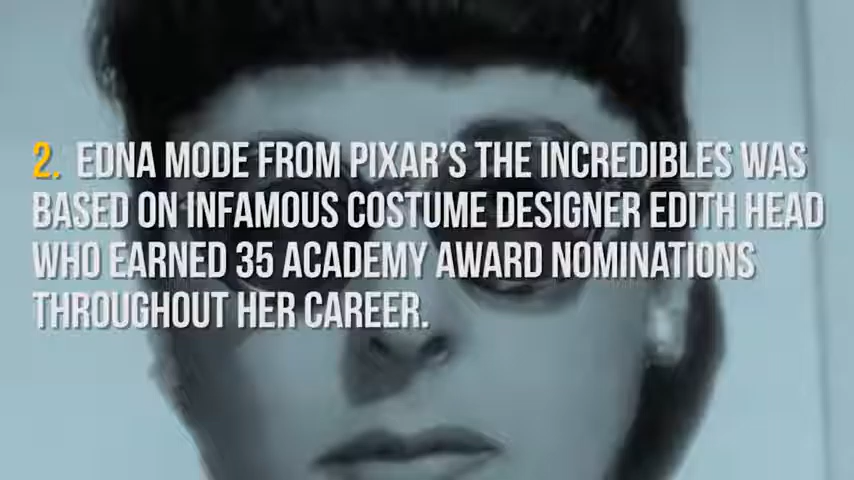 2. EDNA MODE FROM PIXAR'S THE INCREDIBLES WAS
BASED ON INFAMOUS COSTUME DESIGNER EDITH HEAD
WHO EARNED 35 ACADEMY AWARD NOMINATIONS
THROUGHOUT HER CAREER.